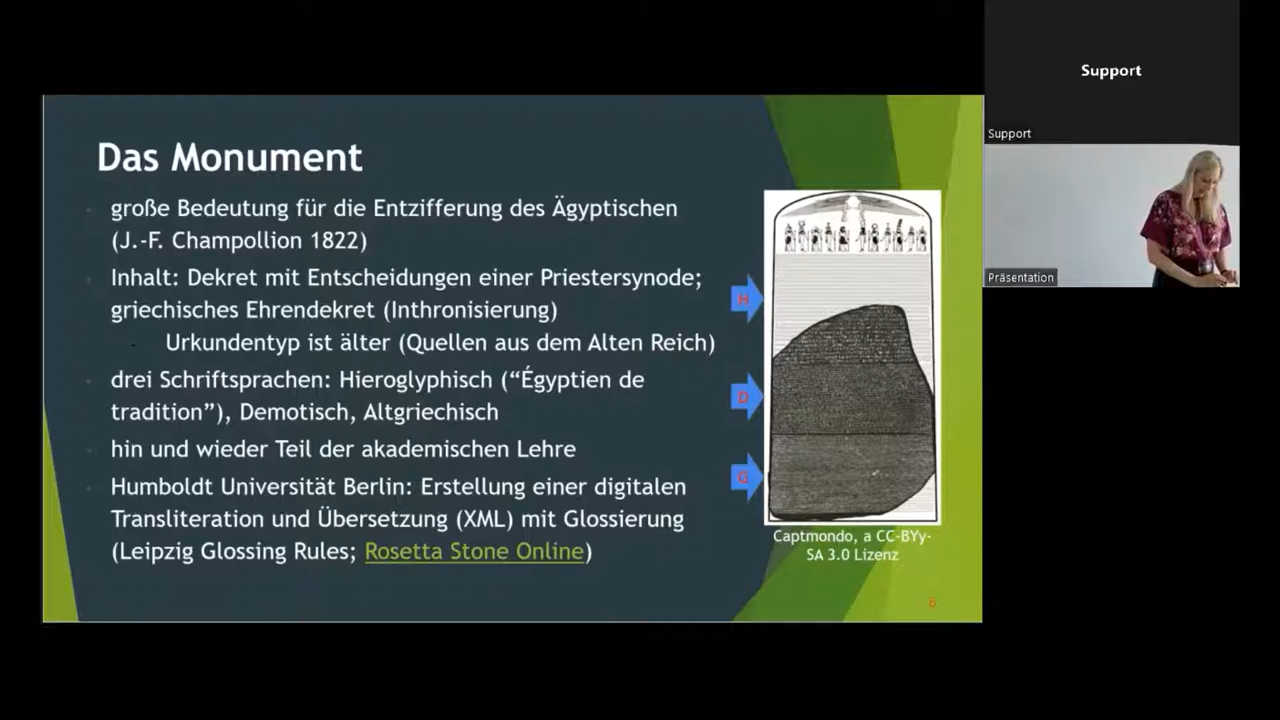 Support
Support
Präsentation
Das Monument
große Bedeutung für die Entzifferung des Ägyptischen
(J.-F. Champollion 1822)
Inhalt: Dekret mit Entscheidungen einer Priestersynode;
griechisches Ehrendekret (Inthronisierung)
- Urkundentyp ist älter (Quellen aus dem Alten Reich)
drei Schriftsprachen: Hieroglyphisch (“Égyptien de
tradition”), Demotisch, Altgriechisch
hin und wieder Teil der akademischen Lehre
Humboldt Universität Berlin: Erstellung einer digitalen
Transliteration und Übersetzung (XML) mit Glossierung
(Leipzig Glossing Rules; Rosetta Stone Online)
H
D
G
Captmondo, a CC-BYy-
SA 3.0 Lizenz